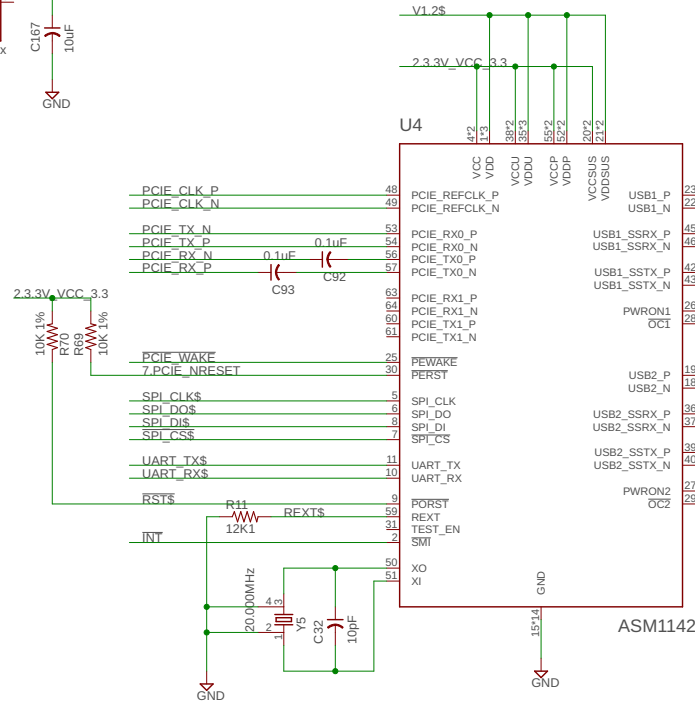 V1.2$
C167
10uF
x
2.3.3V_VCC_3.3
GND
U4
4*2
1*3
38*2
35*3
55*2
52*2
20*2
21*2
VCC
VDD
VCCU
VDDU
VCCP
VDDP
VCCSUS
VDDSUS
PCIE_CLK_P 48 PCIE_REFCLK_P USB1_P 23
PCIE_CLK_N 49 PCIE_REFCLK_N USB1_N 22
PCIE_TX_N 53 PCIE_RX0_P USB1_SSRX_P 45
PCIE_TX_P 54 PCIE_RX0_N USB1_SSRX_N 46
0.1uF
PCIE_RX_N 56 PCIE_TX0_P
0.1uF
PCIE_RX_P 57 PCIE_TX0_N USB1_SSTX_P 42
C92
USB1_SSTX_N 43
C93
2.3.3V_VCC_3.3
63 PCIE_RX1_P
64 PCIE_RX1_N PWRON1 26
60 PCIE_TX1_P OC1 28
61 PCIE_TX1_N
10K 1%
R70
R69
10K 1%
PCIE_WAKE 25 PEWAKE
7.PCIE_NRESET 30 PERST USB2_P 19
USB2_N 18
SPI_CLK$ 5 SPI_CLK
SPI_DO$ 6 SPI_DO USB2_SSRX_P 36
SPI_DI$ 8 SPI_DI USB2_SSRX_N 37
SPI_CS$ 7 SPI_CS
USB2_SSTX_P 39
UART_TX$ 11 UART_TX USB2_SSTX_N 40
UART_RX$ 10 UART_RX
PWRON2 27
RST$ 9 PORST OC2 29
R11
REXT$ 59 REXT
12K1
31 TEST_EN
INT 2 SMI
50 XO
51 XI
20.000MHz
4
3
2
1
Y5
C32
10pF
GND
15*14
ASM1142
GND
GND